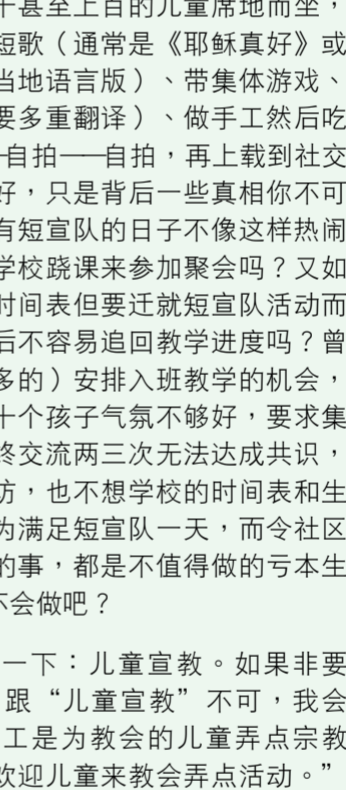 十甚至上百的儿童席地而坐，
短歌（通常是《耶稣真好》或
当地语言版）、带集体游戏、
要多重翻译）、做手工然后吃
自拍——自拍，再上载到社交
好，只是背后一些真相你不可
有短宣队的日子不像这样热闹
学校跷课来参加聚会吗？又如
时间表但要迁就短宣队活动而
后不容易追回教学进度吗？曾
多的）安排入班教学的机会，
十个孩子气氛不够好，要求集
终交流两三次无法达成共识，
访，也不想学校的时间表和生
为满足短宣队一天，而令社区
的事，都是不值得做的亏本生
不会做吧？
一下：儿童宣教。如果非要
跟“儿童宣教”不可，我会
工是为教会的儿童弄点宗教
欢迎儿童来教会弄点活动。”